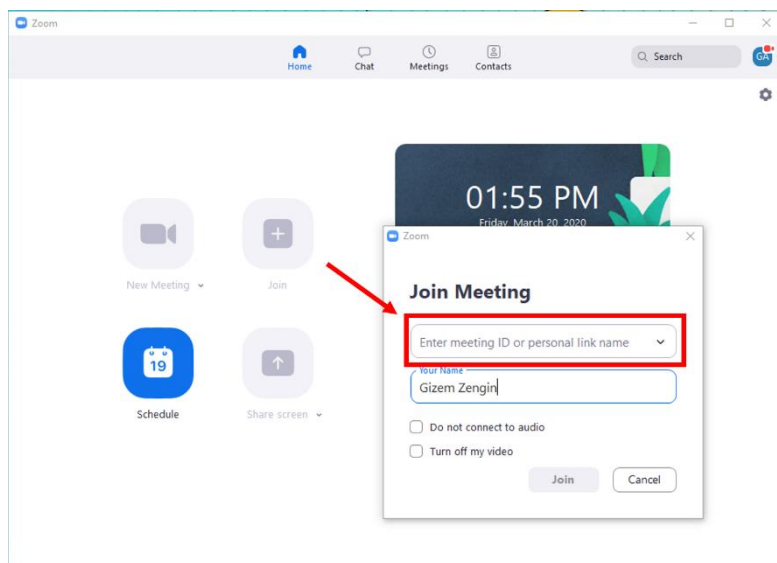 Zoom
Home
Chat
Meetings
Contacts
Search
GA
01:55 PM
Friday, March 20, 2020
New Meeting
Join
19
Schedule
Share screen
Zoom
Join Meeting
Enter meeting ID or personal link name
Your Name
Gizem Zengin
Do not connect to audio
Turn off my video
Join
Cancel